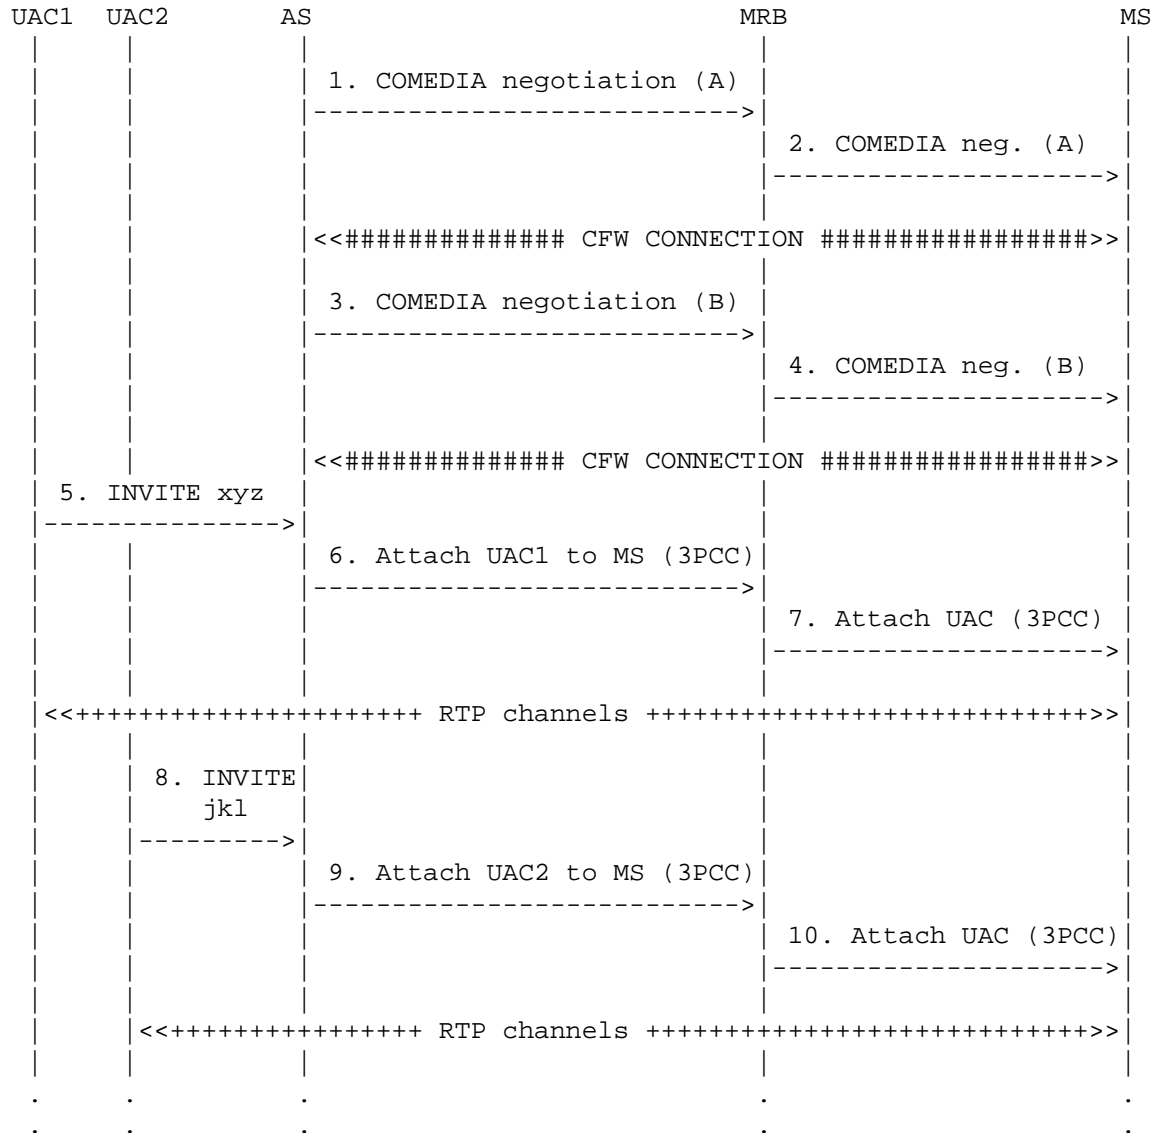 UAC1 UAC2 AS MRB MS
1. COMEDIA negotiation (A)
2. COMEDIA neg. (A)
CFW CONNECTION
3. COMEDIA negotiation (B)
4. COMEDIA neg. (B)
CFW CONNECTION
5. INVITE xyz
6. Attach UAC1 to MS (3PCC)
7. Attach UAC (3PCC)
RTP channels
8. INVITE
jkl
9. Attach UAC2 to MS (3PCC)
10. Attach UAC (3PCC)
RTP channels